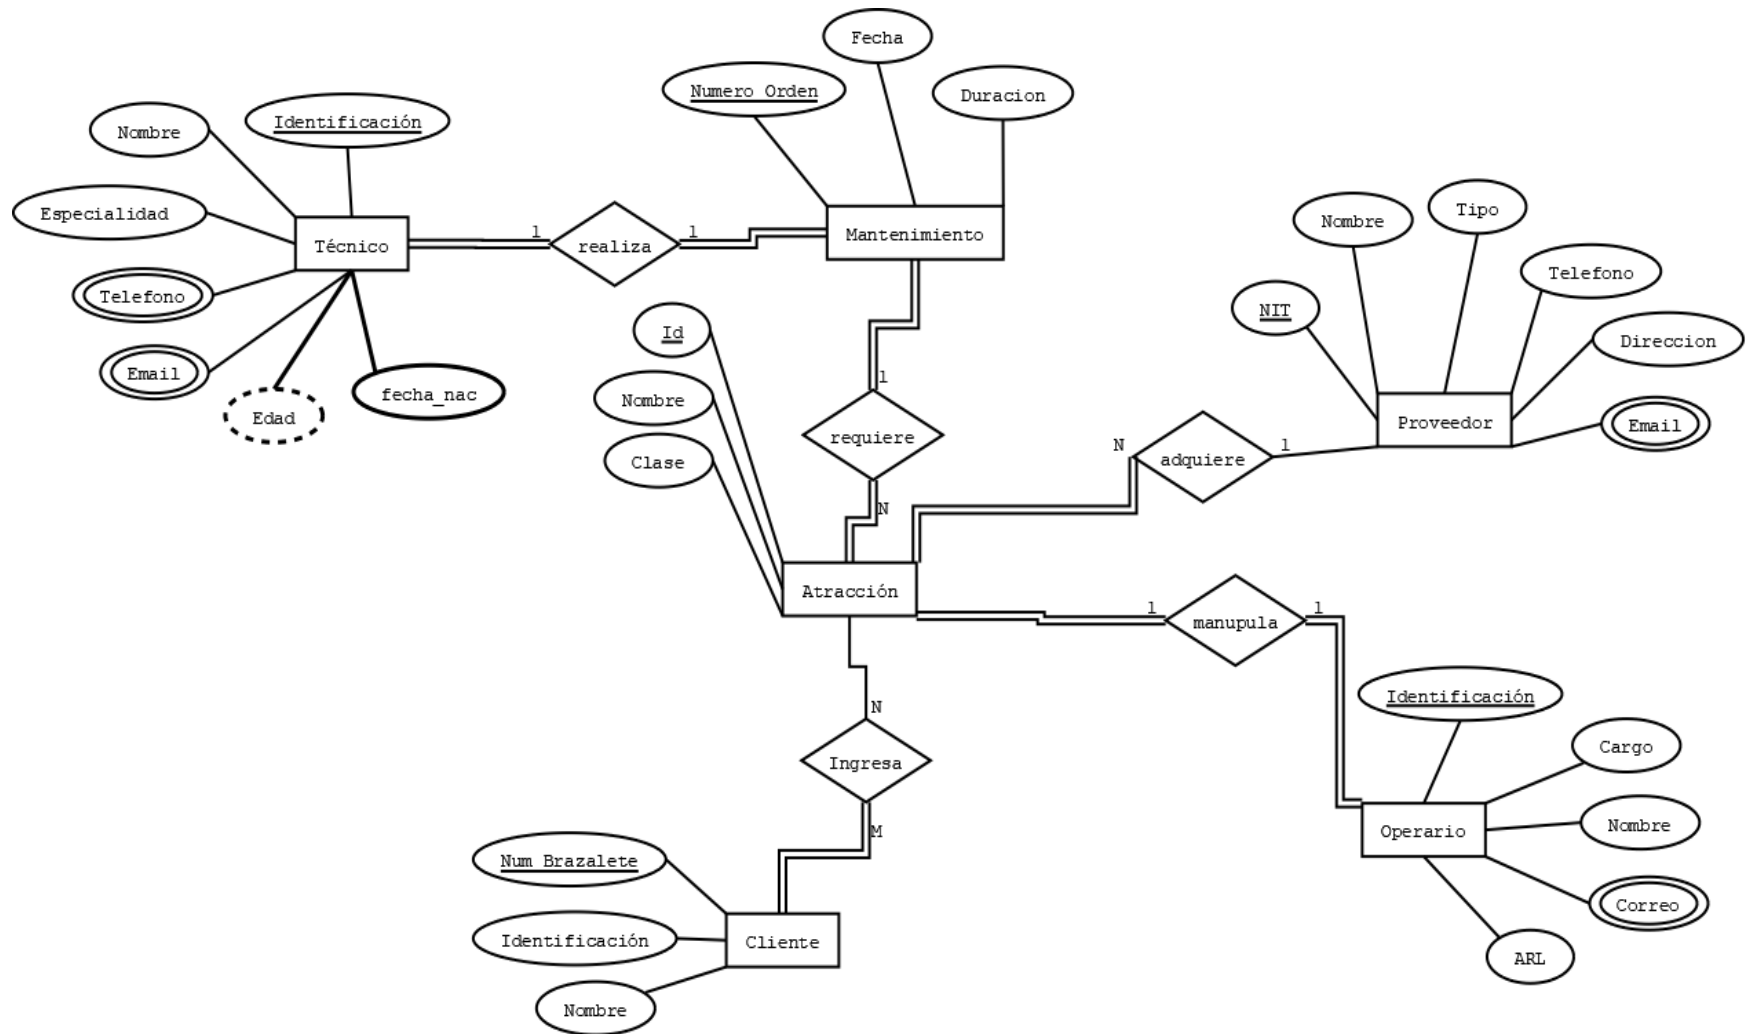 Fecha
Numero Orden
Duracion
Nombre
Identificación
Especialidad
Técnico
1
realiza
1
Mantenimiento
Telefono
Email
Edad
fecha_nac
Id
Nombre
Clase
1
requiere
N
Nombre
Tipo
NIT
Telefono
Direccion
Proveedor
Email
N
adquiere
1
Atracción
1
manupula
1
Identificación
Cargo
Operario
Nombre
Correo
ARL
N
Ingresa
M
Num Brazalete
Identificación
Cliente
Nombre